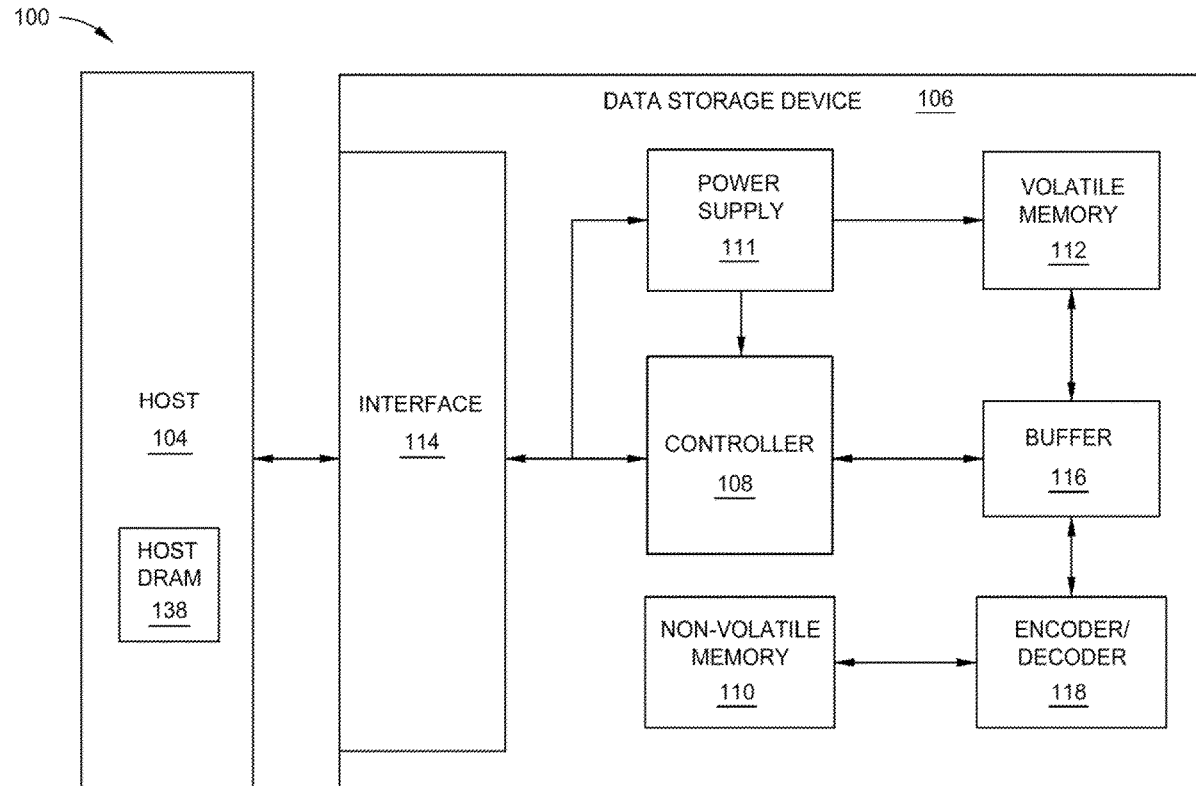 100
DATA STORAGE DEVICE 106
POWER
SUPPLY
111
VOLATILE
MEMORY
112
HOST
104
INTERFACE
114
CONTROLLER
108
BUFFER
116
HOST
DRAM
138
NON-VOLATILE
MEMORY
110
ENCODER/
DECODER
118